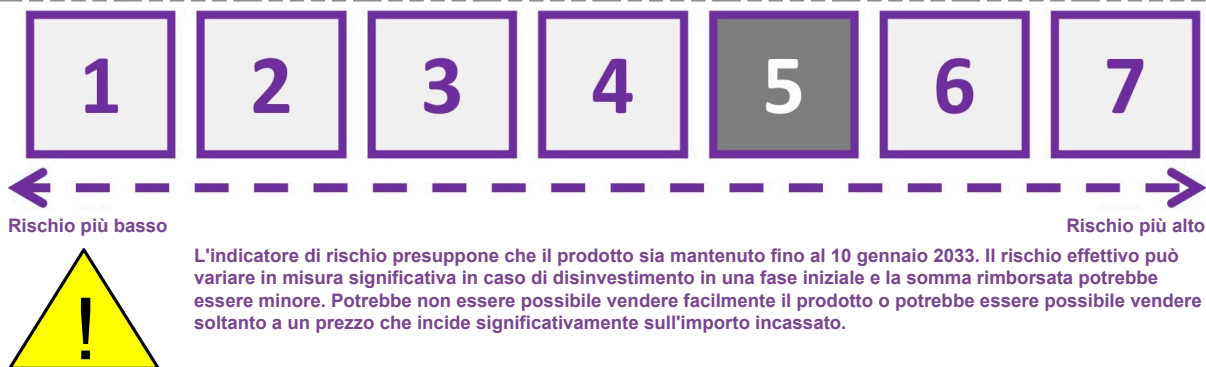 1 2 3 4 5 6 7
Rischio più basso Rischio più alto
L'indicatore di rischio presuppone che il prodotto sia mantenuto fino al 10 gennaio 2033. Il rischio effettivo può
variare in misura significativa in caso di disinvestimento in una fase iniziale e la somma rimborsata potrebbe
essere minore. Potrebbe non essere possibile vendere facilmente il prodotto o potrebbe essere possibile vendere
soltanto a un prezzo che incide significativamente sull'importo incassato.
!